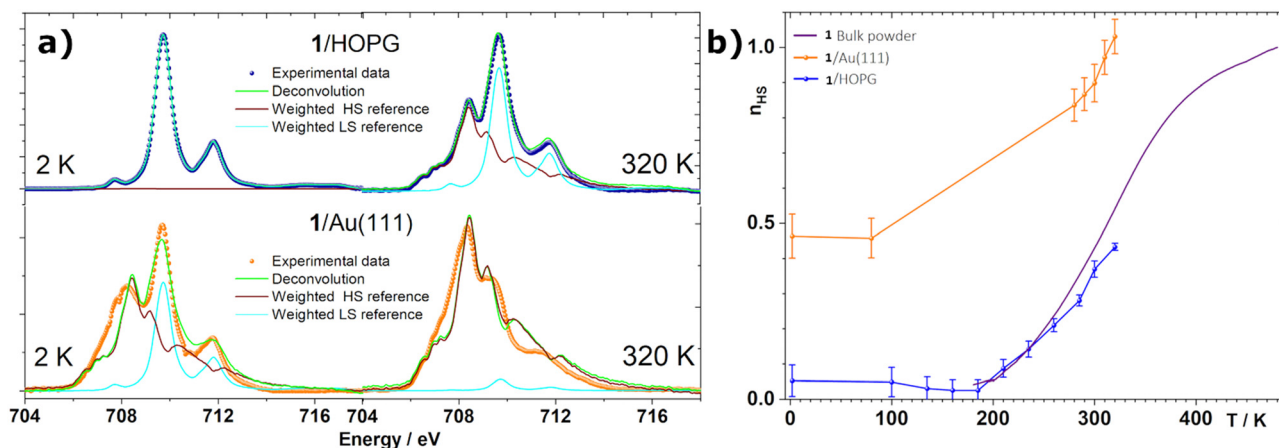 a)
1/HOPG
Experimental data
Deconvolution
Weighted HS reference
Weighted LS reference
2 K
320 K
1/Au(111)
Experimental data
Deconvolution
Weighted HS reference
Weighted LS reference
2 K
320 K
704 708 712 716 704 708 712 716
Energy / eV
b)
1 Bulk powder
1/Au(111)
1/HOPG
nHS
1.0
0.5
0.0
0 100 200 300 400 T / K